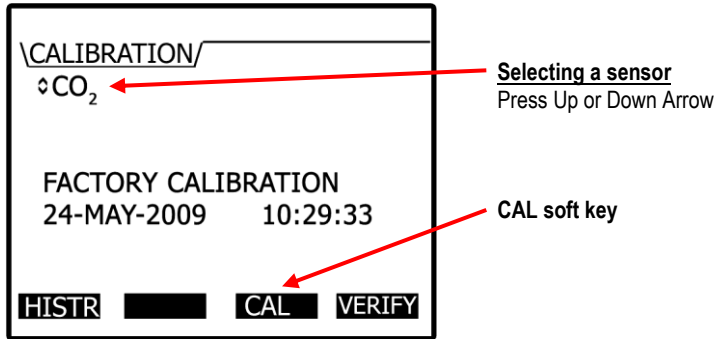 \CALIBRATION/
≎CO₂
Selecting a sensor
Press Up or Down Arrow
FACTORY CALIBRATION
24-MAY-2009 10:29:33
CAL soft key
HISTR CAL VERIFY